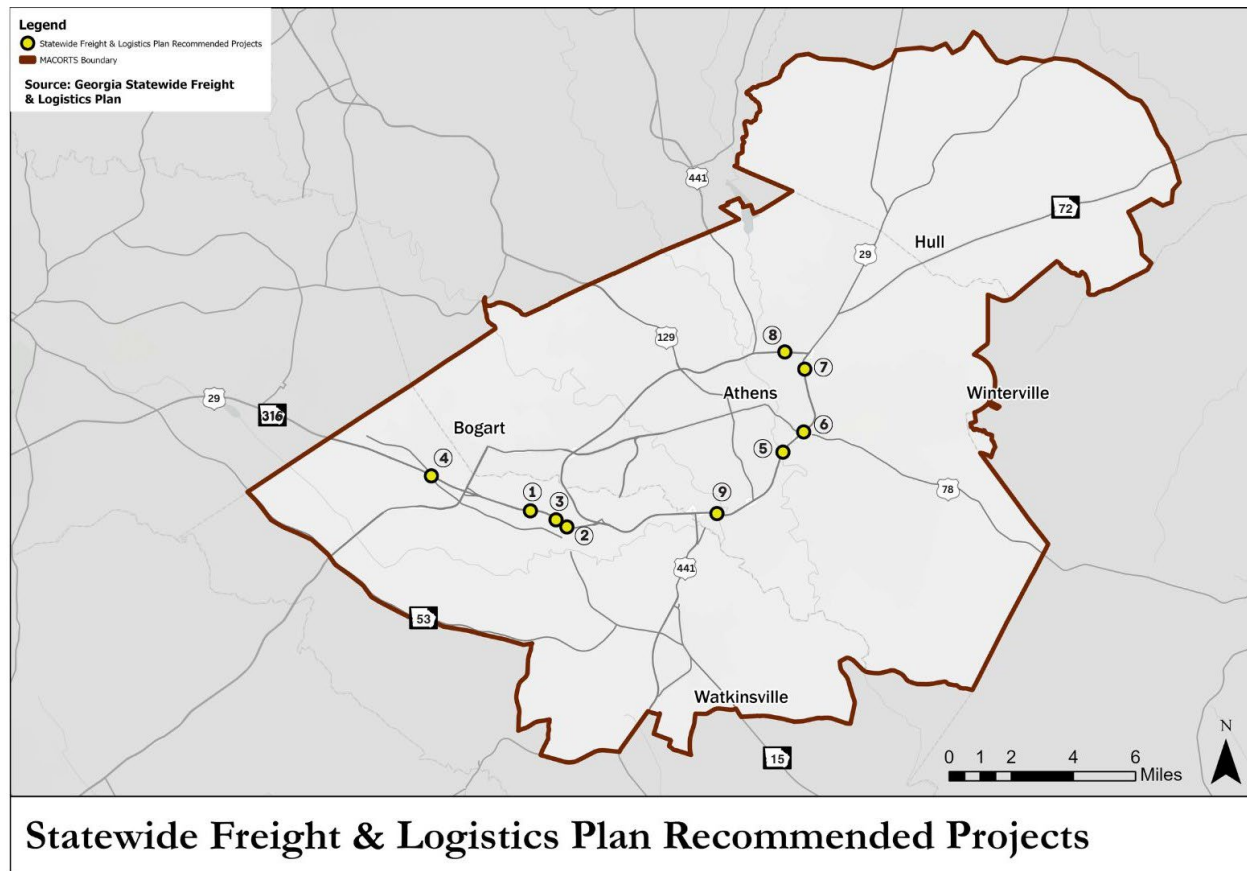 Legend
Statewide Freight & Logistics Plan Recommended Projects
MACORTS Boundary
Source: Georgia Statewide Freight
& Logistics Plan
441
72
Hull
29
129
8
7
Athens
Winterville
29
316
Bogart
6
5
4
78
1
3
9
2
441
53
Watkinsville
15
N
0 1 2 4 6
Miles
Statewide Freight & Logistics Plan Recommended Projects